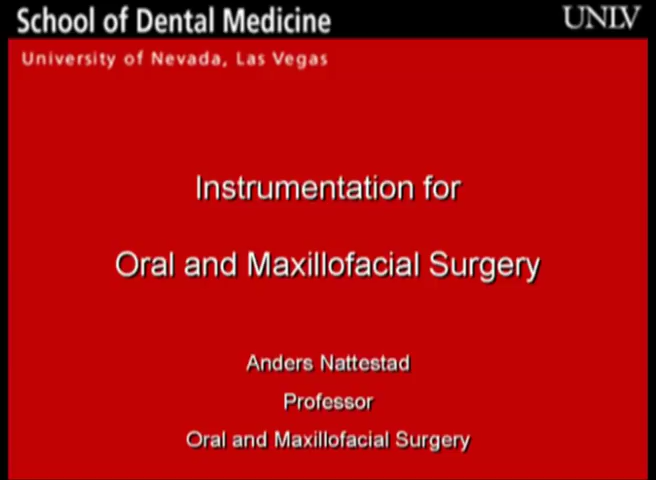 School of Dental Medicine
UNLV
University of Nevada, Las Vegas
Instrumentation for
Oral and Maxillofacial Surgery
Anders Nattestad
Professor
Oral and Maxillofacial Surgery